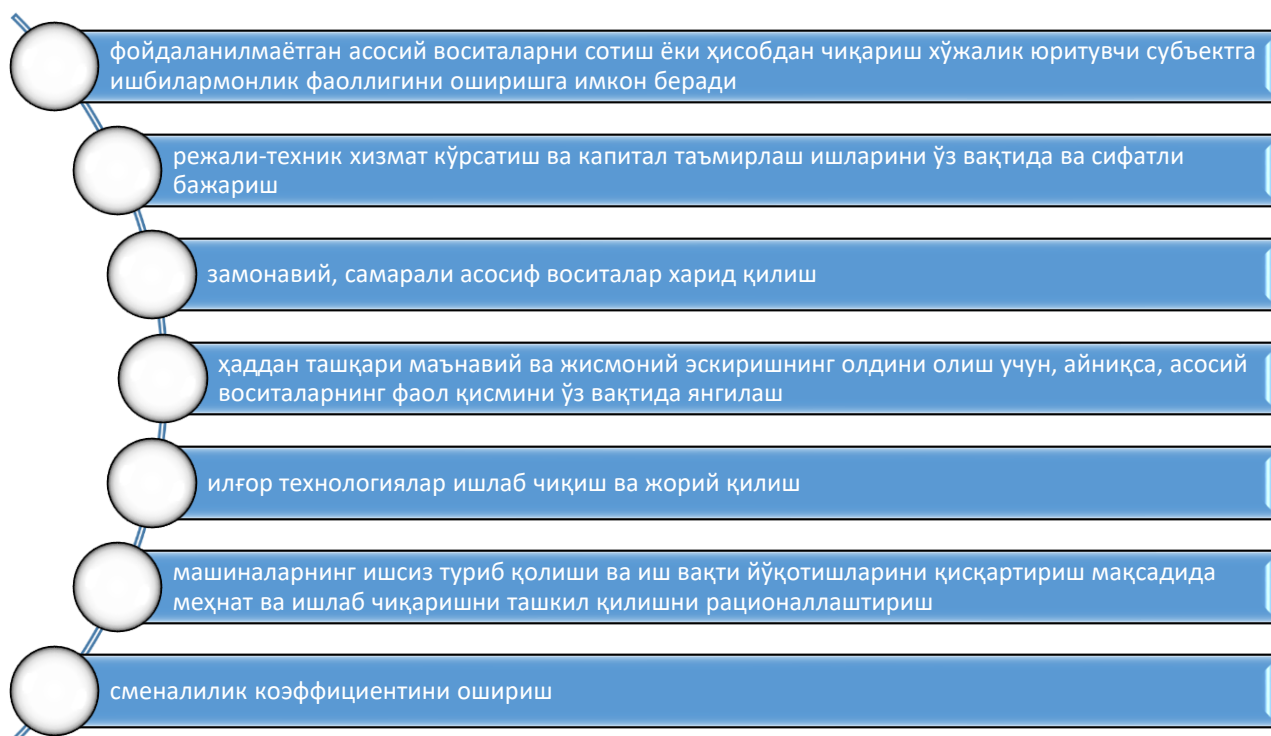 фойдаланилмаётган асосий воситаларни сотиш ёки ҳисобдан чиқариш хўжалик юритувчи субъектга
ишбилармонлик фаоллигини оширишга имкон беради
режали-техник хизмат кўрсатиш ва капитал таъмирлаш ишларини ўз вақтида ва сифатли
бажариш
замонавий, самарали асосиф воситалар харид қилиш
ҳаддан ташқари маънавий ва жисмоний эскиришнинг олдини олиш учун, айниқса, асосий
воситаларнинг фаол қисмини ўз вақтида янгилаш
илғор технологиялар ишлаб чиқиш ва жорий қилиш
машиналарнинг ишсиз туриб қолиши ва иш вақти йўқотишларини қисқартириш мақсадида
меҳнат ва ишлаб чиқаришни ташкил қилишни рационаллаштириш
сменалилик коэффициентини ошириш